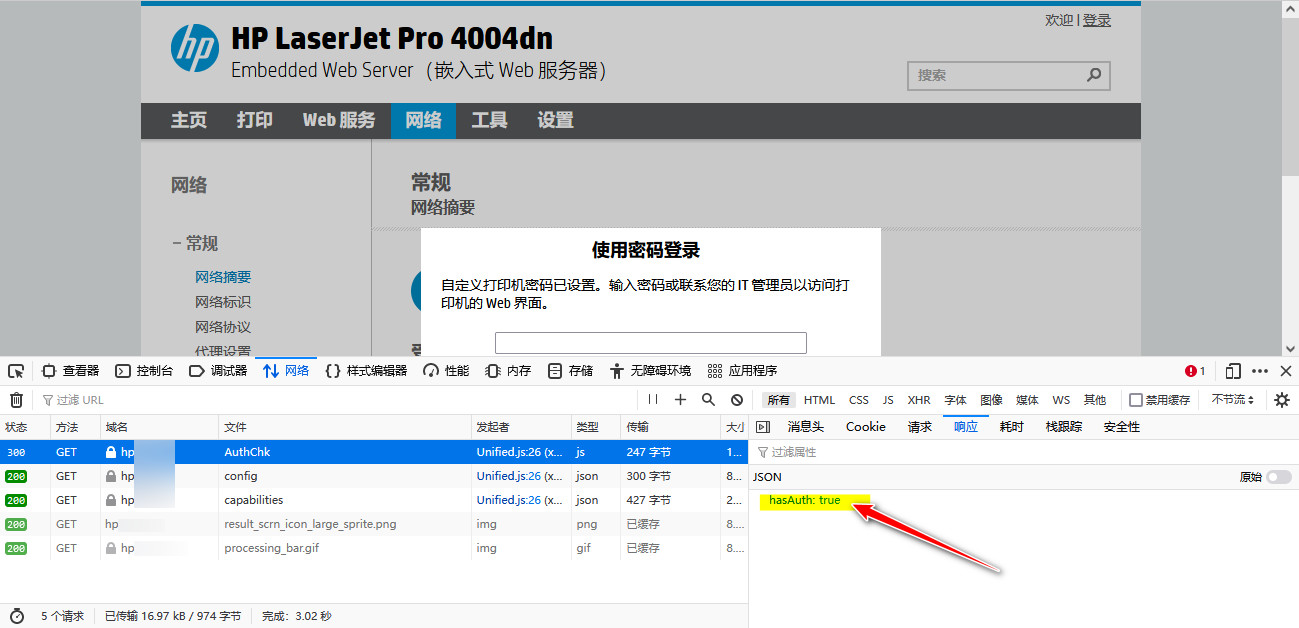 欢迎 | 登录
hp HP LaserJet Pro 4004dn
Embedded Web Server（嵌入式 Web 服务器）
搜索
主页 打印 Web 服务 网络 工具 设置
网络
常规
网络摘要
− 常规
网络摘要
网络标识
网络协议
代理设置
使用密码登录
自定义打印机密码已设置。输入密码或联系您的 IT 管理员以访问打
印机的 Web 界面。
查看器 控制台 调试器 网络 {} 样式编辑器 性能 内存 存储 无障碍环境 应用程序 1
过滤 URL 所有 HTML CSS JS XHR 字体 图像 媒体 WS 其他 禁用缓存 不节流
状态 方法 域名 文件 发起者 类型 传输 大小
300 GET hp AuthChk Unified.js:26 (x... js 247 字节 1...
200 GET hp config Unified.js:26 (x... json 300 字节 8...
200 GET hp capabilities Unified.js:26 (x... json 427 字节 2...
200 GET hp result_scrn_icon_large_sprite.png img png 已缓存 8....
200 GET hp processing_bar.gif img gif 已缓存 8....
消息头 Cookie 请求 响应 耗时 栈跟踪 安全性
过滤属性
JSON 原始
hasAuth: true
5 个请求 已传输 16.97 kB / 974 字节 完成：3.02 秒